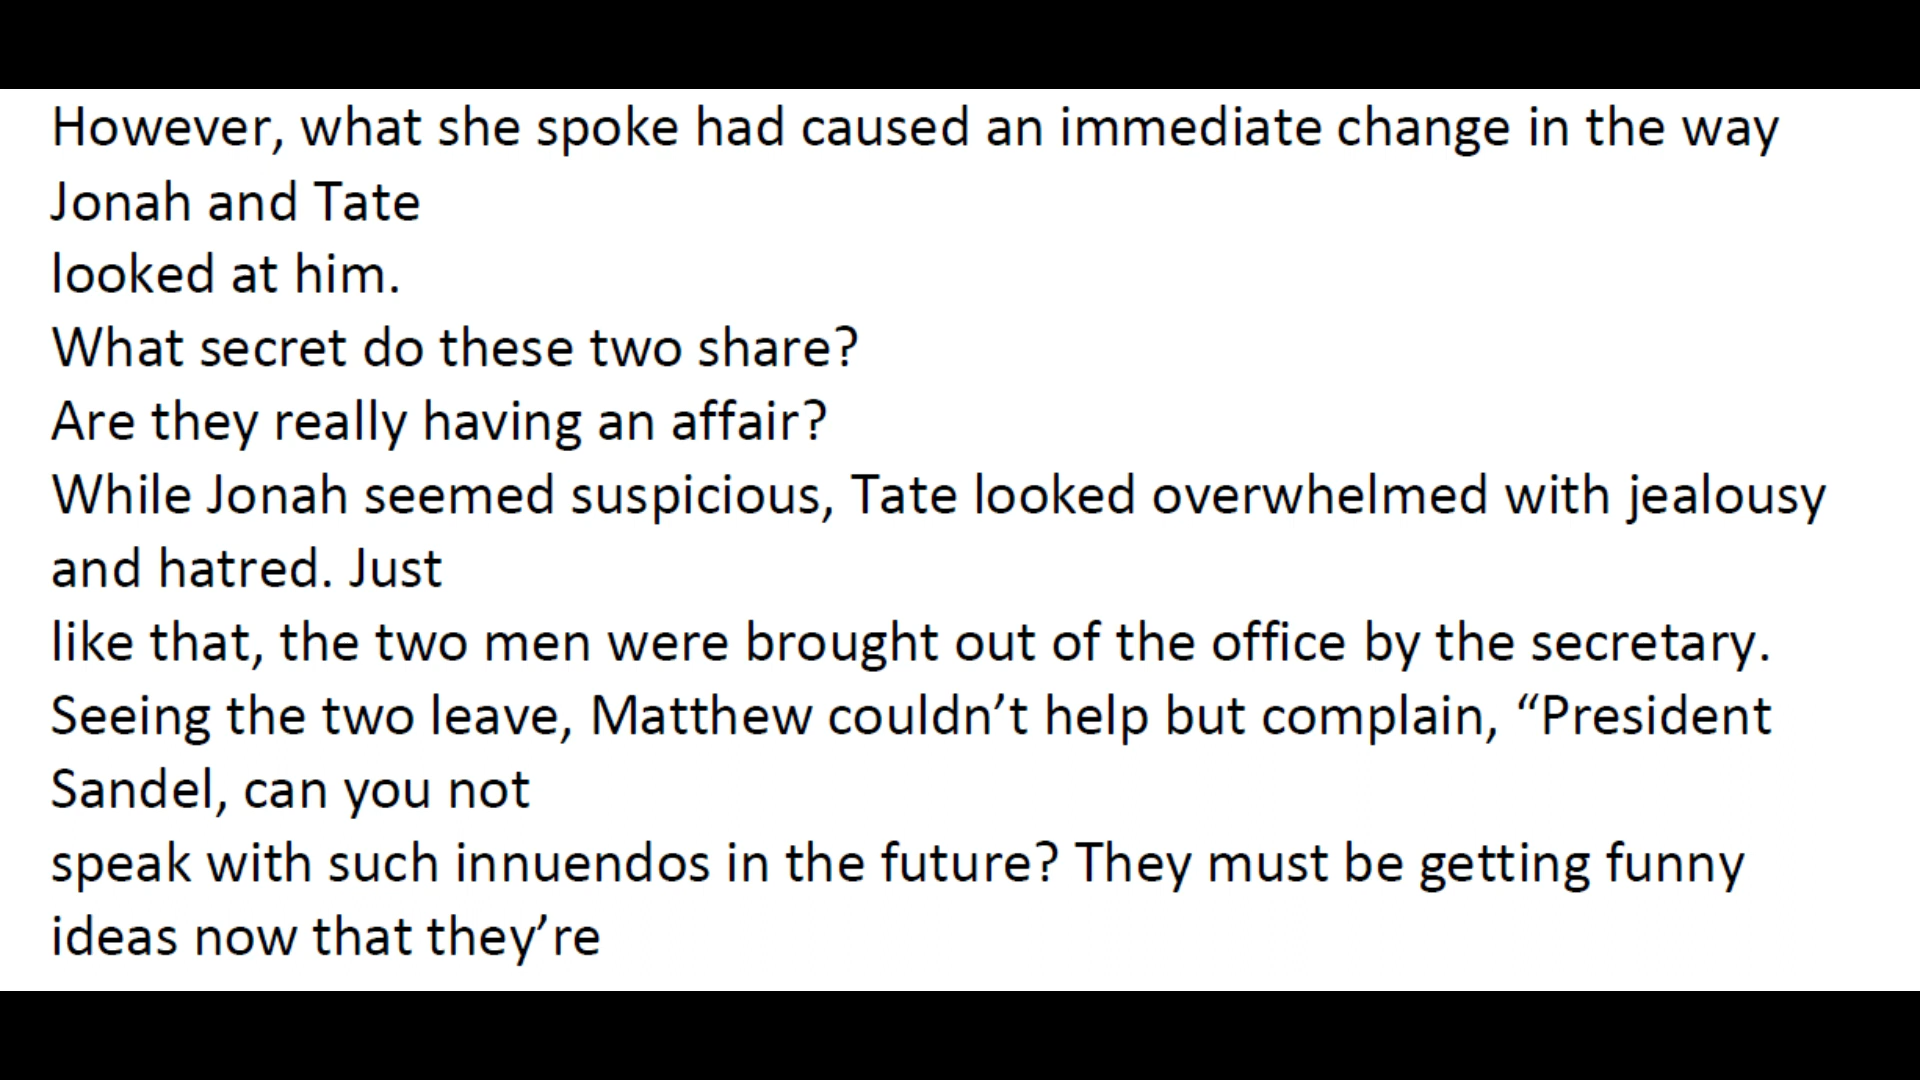 However, what she spoke had caused an immediate change in the way
Jonah and Tate
looked at him.
What secret do these two share?
Are they really having an affair?
While Jonah seemed suspicious, Tate looked overwhelmed with jealousy
and hatred. Just
like that, the two men were brought out of the office by the secretary.
Seeing the two leave, Matthew couldn’t help but complain, “President
Sandel, can you not
speak with such innuendos in the future? They must be getting funny
ideas now that they’re